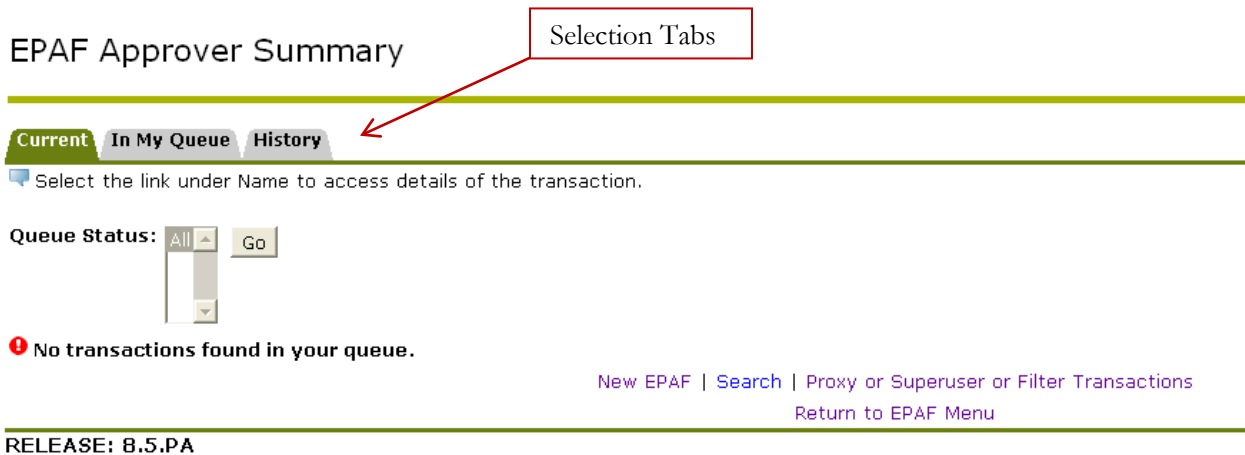 Selection Tabs
EPAF Approver Summary
Current In My Queue History
Select the link under Name to access details of the transaction.
Queue Status: All Go
No transactions found in your queue.
New EPAF | Search | Proxy or Superuser or Filter Transactions
Return to EPAF Menu
RELEASE: 8.5.PA